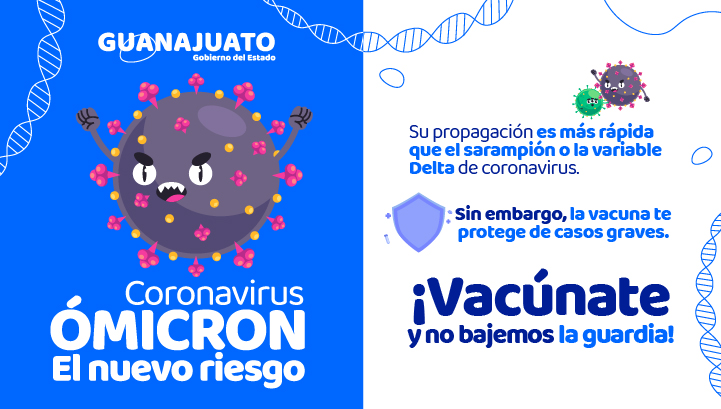 GUANAJUATO
Gobierno del Estado
Coronavirus
ÓMICRON
El nuevo riesgo
Su propagación es más rápida
que el sarampión o la variable
Delta de coronavirus.
Sin embargo, la vacuna te
protege de casos graves.
¡Vacúnate
y no bajemos la guardia!